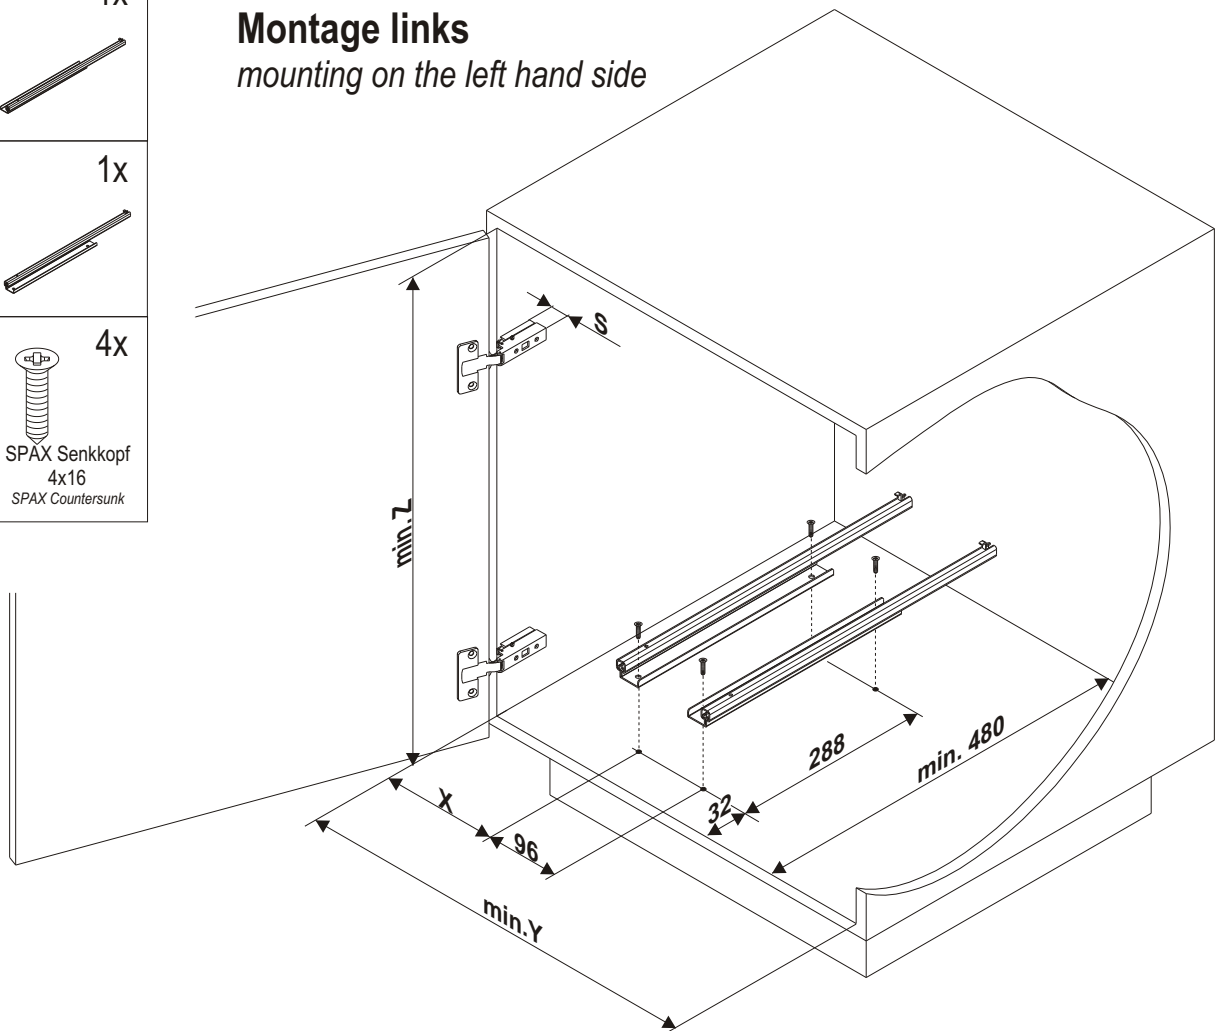 Montage links
mounting on the left hand side
1x
4x
SPAX Senkkopf
4x16
SPAX Countersunk
S
min.Z
X
96
min.Y
32
288
min. 480